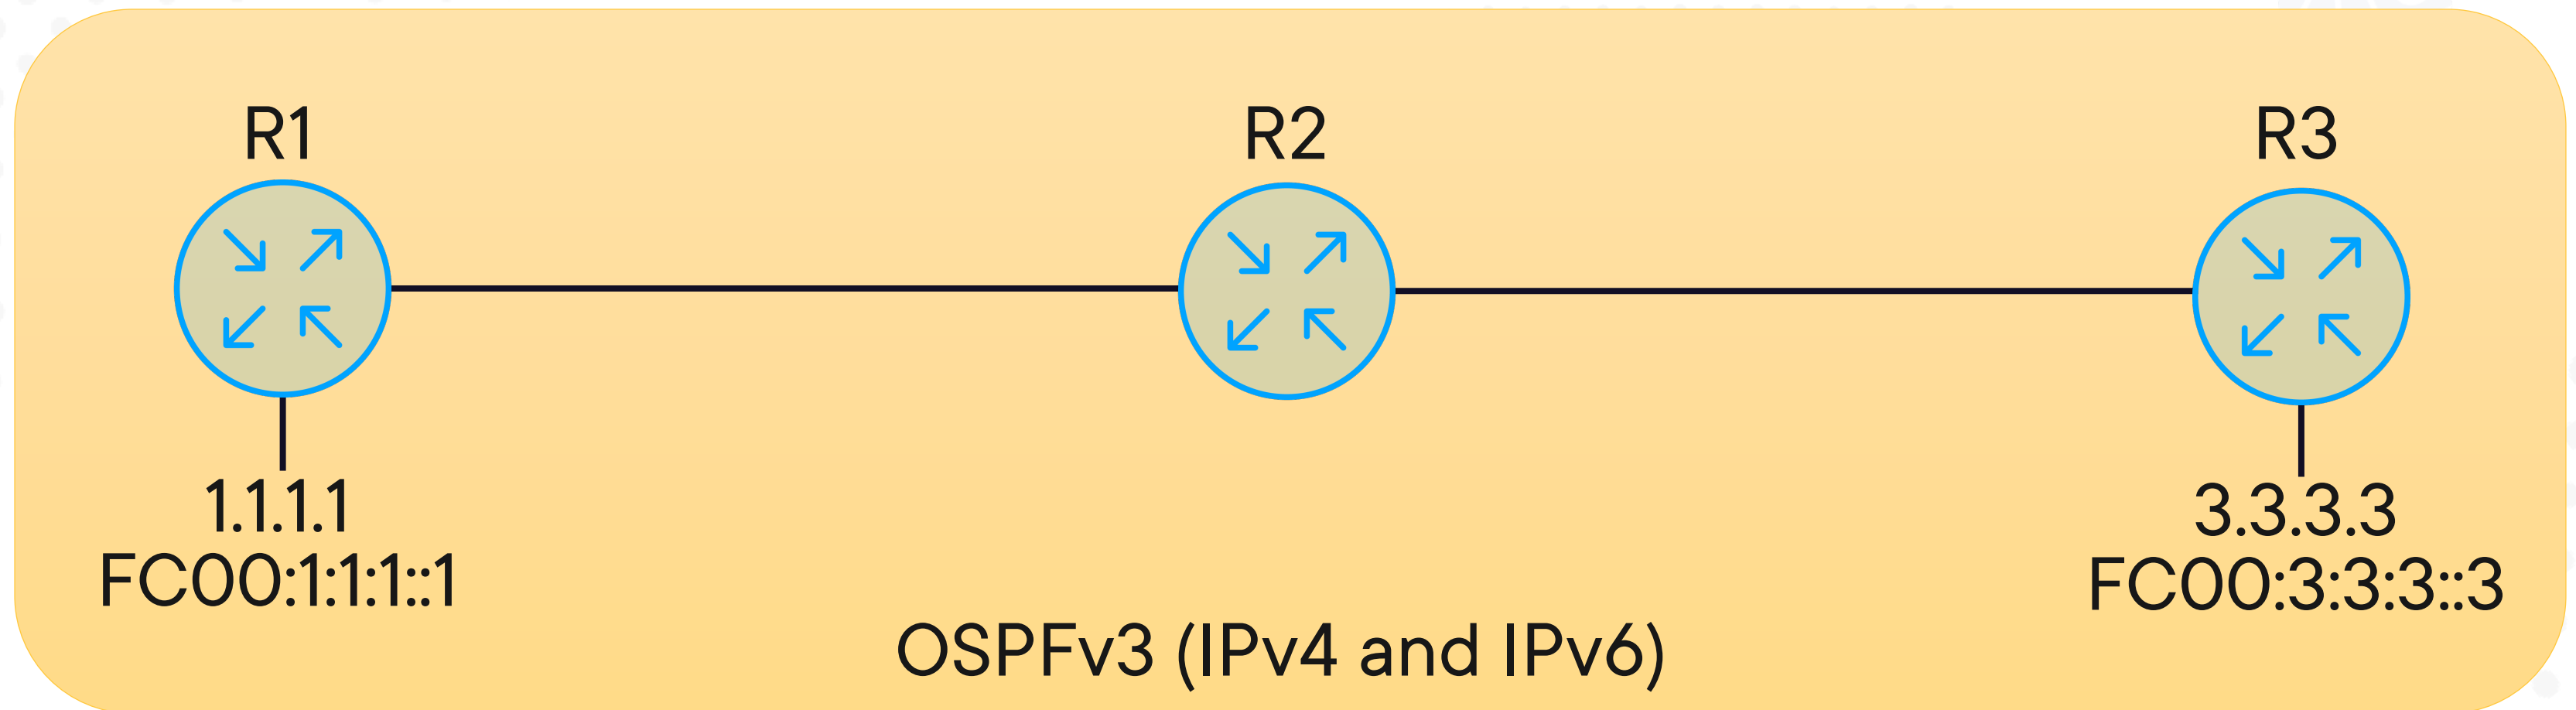 R1
R2
R3
1.1.1.1
FC00:1:1:1::1
3.3.3.3
FC00:3:3:3::3
OSPFv3 (IPv4 and IPv6)